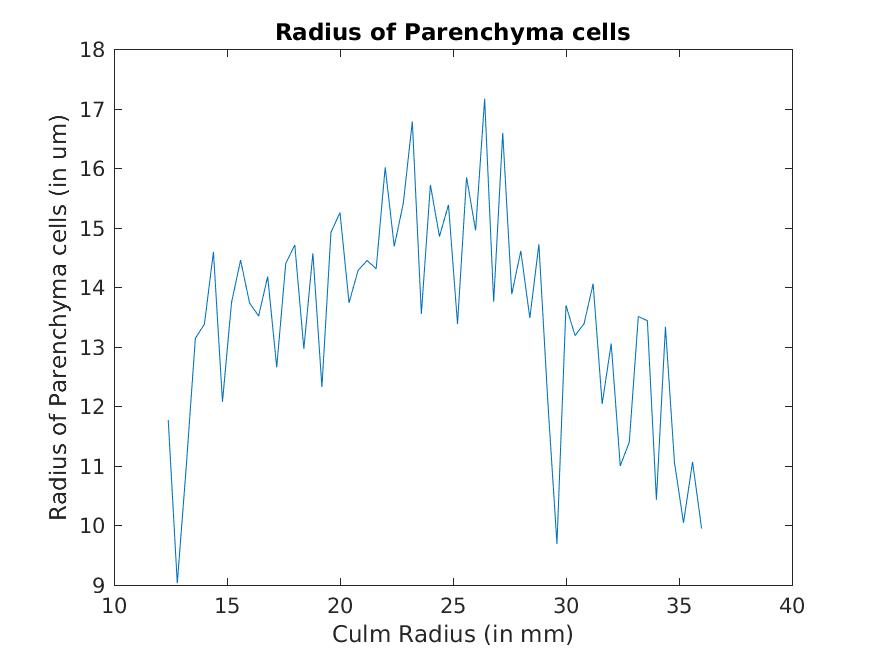 Radius of Parenchyma cells
18
17
16
15
14
13
12
11
10
9
Radius of Parenchyma cells (in um)
10 15 20 25 30 35 40
Culm Radius (in mm)